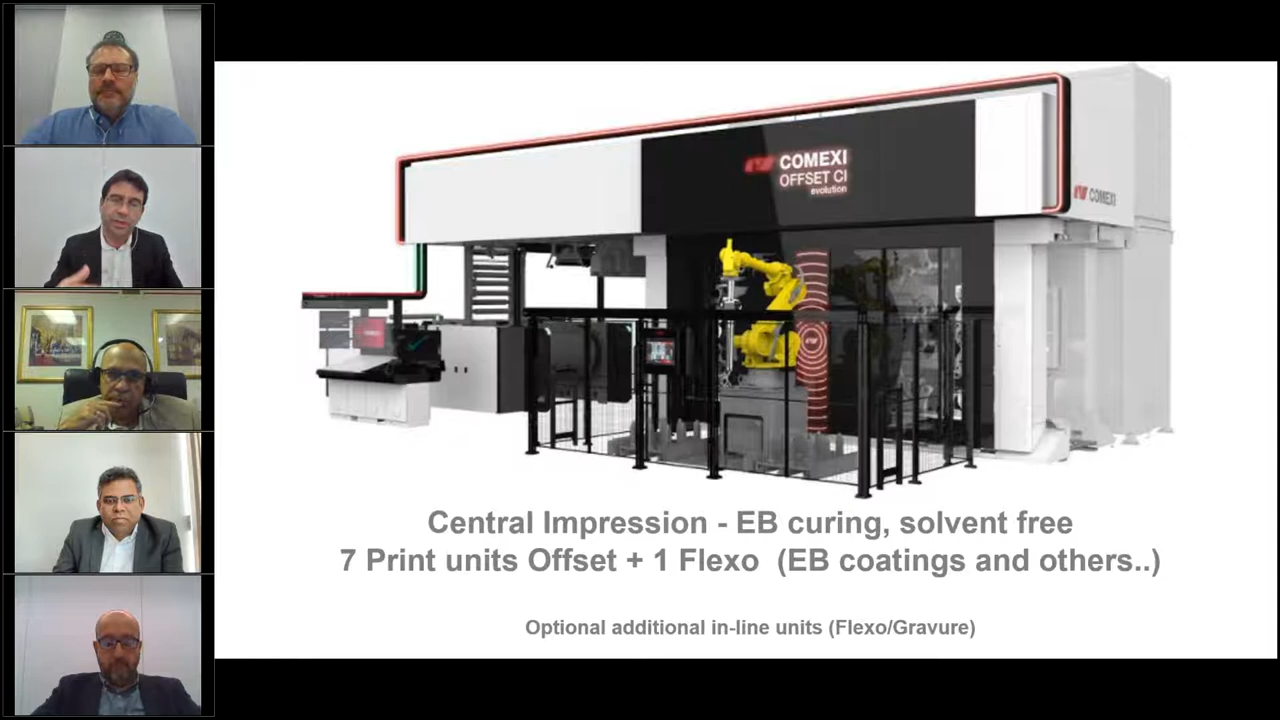 COMEXI
OFFSET CI
evolution
COMEXI
COMEXI
Central Impression - EB curing, solvent free
7 Print units Offset + 1 Flexo (EB coatings and others..)
Optional additional in-line units (Flexo/Gravure)